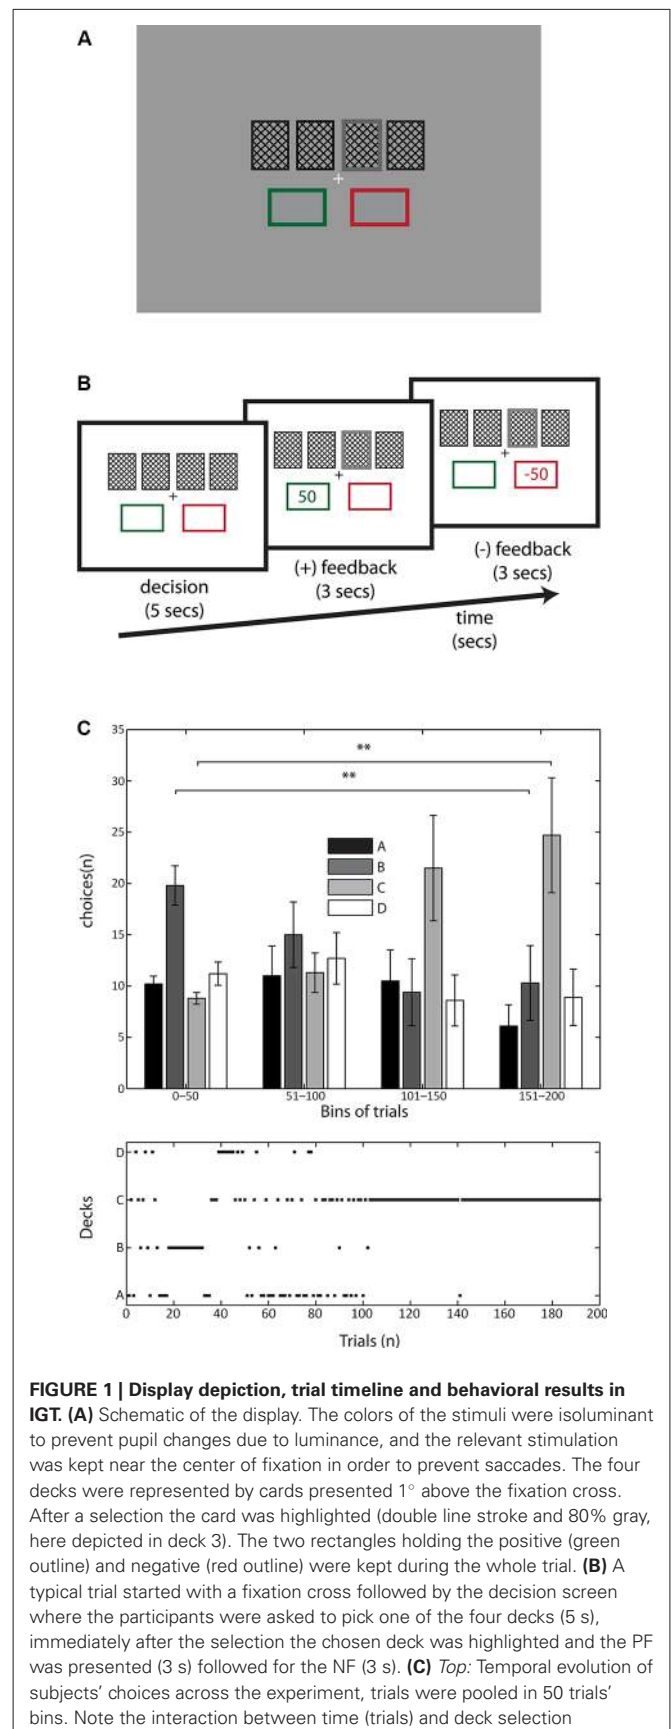 A
B
50
-50
decision
(5 secs)
(+) feedback
(3 secs)
(-) feedback
(3 secs)
time
(secs)
C
35
30
25
20
15
10
5
0
choices(n)
**
**
A
B
C
D
0–50
51–100
101–150
151–200
Bins of trials
D
C
B
A
Decks
0
20
40
60
80
100
120
140
160
180
200
Trials (n)
FIGURE 1 | Display depiction, trial timeline and behavioral results in
IGT. (A) Schematic of the display. The colors of the stimuli were isoluminant
to prevent pupil changes due to luminance, and the relevant stimulation
was kept near the center of fixation in order to prevent saccades. The four
decks were represented by cards presented 1° above the fixation cross.
After a selection the card was highlighted (double line stroke and 80% gray,
here depicted in deck 3). The two rectangles holding the positive (green
outline) and negative (red outline) were kept during the whole trial. (B) A
typical trial started with a fixation cross followed by the decision screen
where the participants were asked to pick one of the four decks (5 s),
immediately after the selection the chosen deck was highlighted and the PF
was presented (3 s) followed for the NF (3 s). (C) Top: Temporal evolution of
subjects' choices across the experiment, trials were pooled in 50 trials'
bins. Note the interaction between time (trials) and deck selection